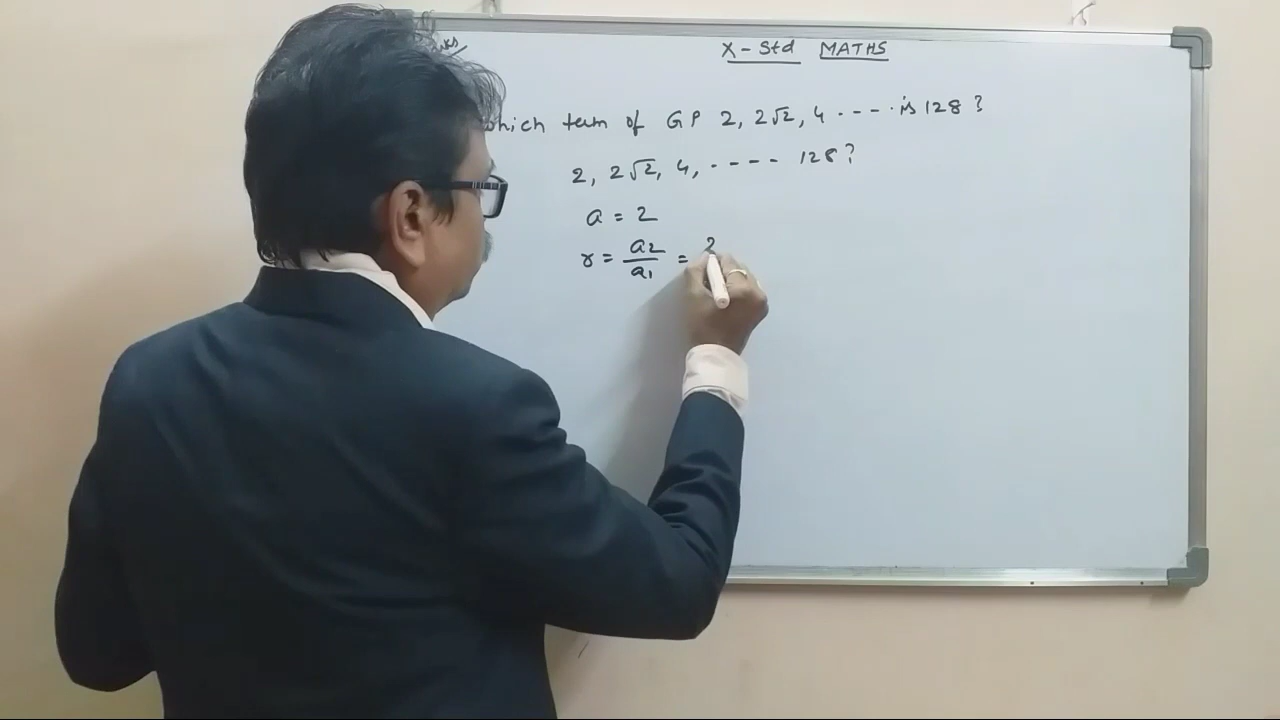 X - Std MATHS
which term of GP 2, 2√2, 4 - - - - is 128 ?
2, 2√2, 4, - - - - - 128 ?
a = 2
r = a2/a1 = 2